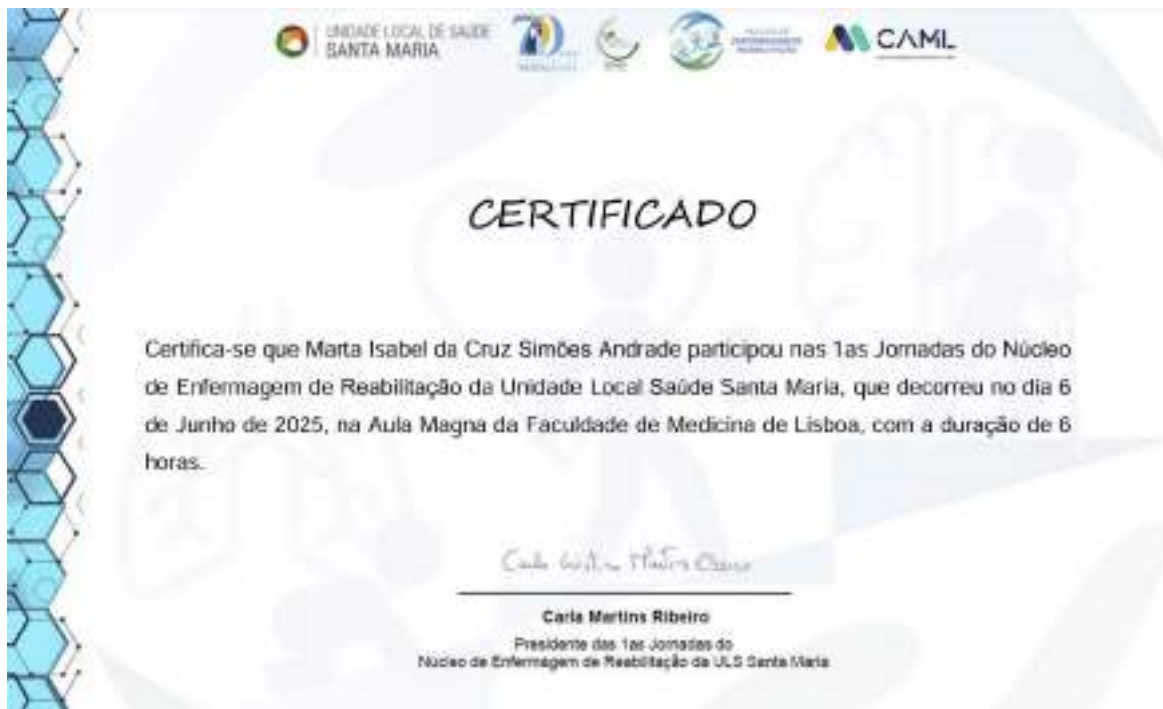 UNIDADE LOCAL DE SAÚDE
SANTA MARIA
CAML
CERTIFICADO
Certifica-se que Marta Isabel da Cruz Simões Andrade participou nas 1as Jornadas do Núcleo
de Enfermagem de Reabilitação da Unidade Local Saúde Santa Maria, que decorreu no dia 6
de Junho de 2025, na Aula Magna da Faculdade de Medicina de Lisboa, com a duração de 6
horas.
Carla Martins Ribeiro
Presidente das 1as Jornadas do
Núcleo de Enfermagem de Reabilitação da ULS Santa Maria